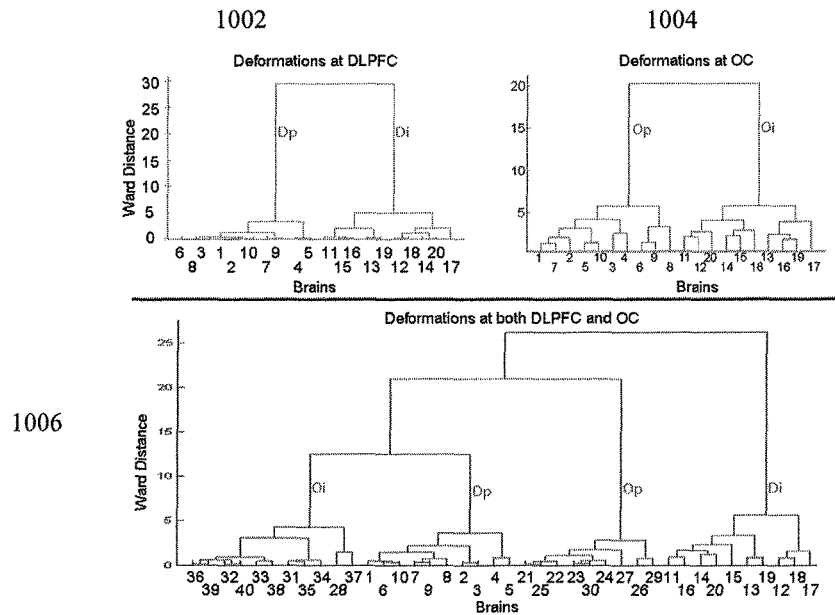 1002
1004
Deformations at DLPFC
Deformations at OC
Ward Distance
30
25
20
15
10
5
0
Dp
Di
6 3 1 10 9 5 11 16 19 18 20
8 2 7 4 15 13 12 14 17
Brains
20
15
10
5
Op
Oi
1 2 10 4 9 11 20 15 13 19
7 5 3 6 8 12 14 16 16 17
Brains
1006
Deformations at both DLPFC and OC
Ward Distance
25
20
15
10
5
0
Oi
Dp
Op
Di
36 32 33 31 34 37 1 10 7 8 2 4 21 22 23 24 27 29 11 14 15 19 18
39 40 38 35 28 6 9 3 5 25 30 26 16 20 13 12 17
Brains